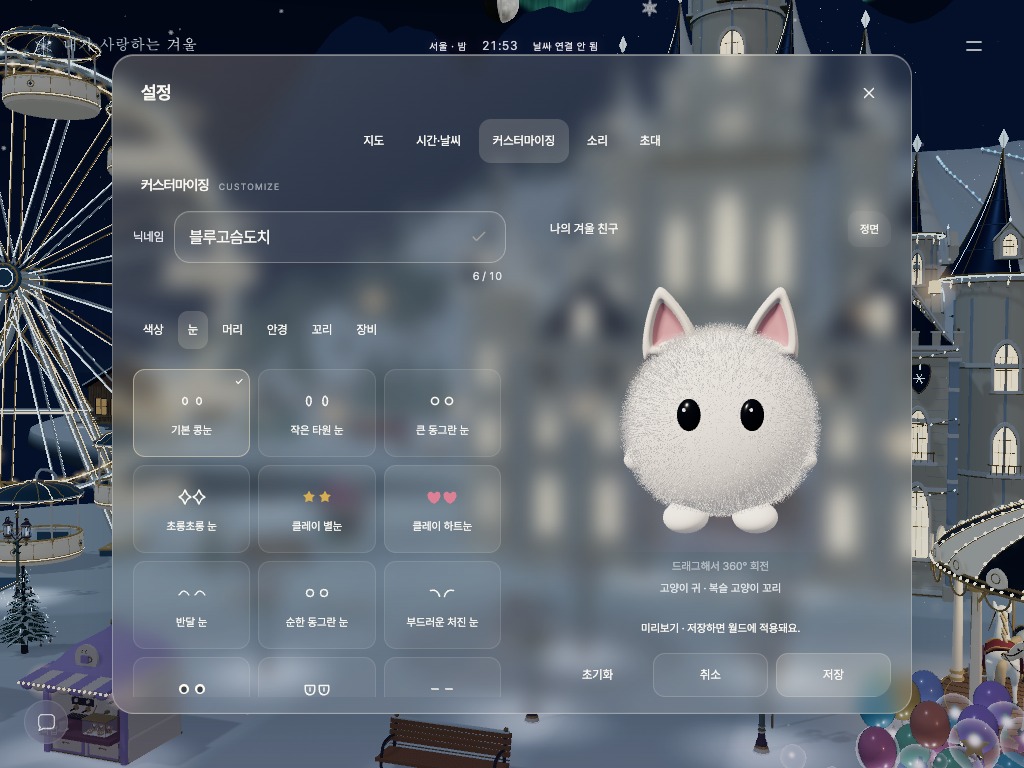 내가 사랑하는 겨울
서울 · 밤 21:53 날씨 연결 안 됨
설정
지도 시간·날씨 커스터마이징 소리 초대
커스터마이징 CUSTOMIZE
닉네임 블루고슴도치
6 / 10
나의 겨울 친구 정면
색상 눈 머리 안경 꼬리 장비
기본 콩눈 작은 타원 눈 큰 동그란 눈
초롱초롱 눈 클레이 별눈 클레이 하트눈
반달 눈 순한 동그란 눈 부드러운 처진 눈
드래그해서 360° 회전
고양이 귀 · 복슬 고양이 꼬리
미리보기 · 저장하면 월드에 적용돼요.
초기화 취소 저장